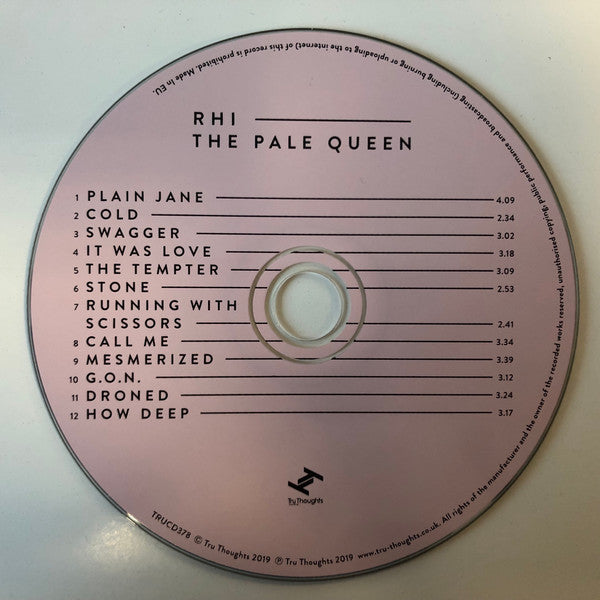 RHI
THE PALE QUEEN
1 PLAIN JANE 4.09
2 COLD 2.34
3 SWAGGER 3.02
4 IT WAS LOVE 3.18
5 THE TEMPTER 3.09
6 STONE 2.53
7 RUNNING WITH
SCISSORS 2.41
8 CALL ME 3.34
9 MESMERIZED 3.39
10 G.O.N. 3.12
11 DRONED 3.24
12 HOW DEEP 3.17
Tru Thoughts
TRUCD378 © Tru Thoughts 2019 ℗ Tru Thoughts 2019 www.tru-thoughts.co.uk. All rights of the manufacturer and the owner of the recorded works reserved, unauthorised copying, public performance and broadcasting (including burning or uploading to the internet) of this record is prohibited. Made in EU.